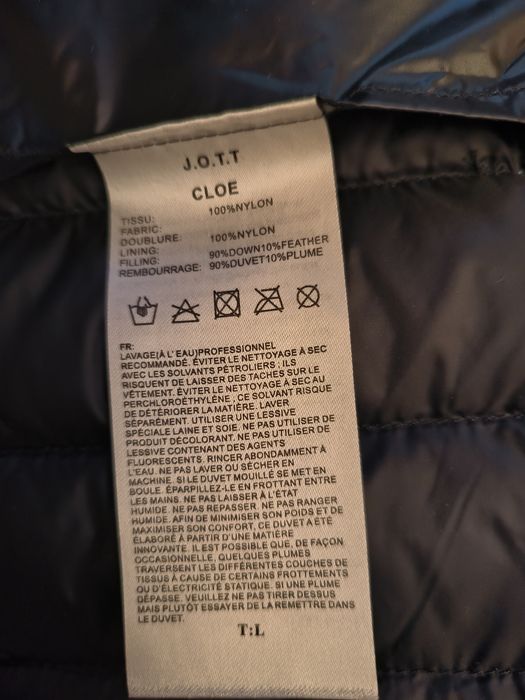 J.O.T.T
CLOE
TISSU: 100%NYLON
FABRIC:
DOUBLURE: 100%NYLON
LINING:
FILLING: 90%DOWN10%FEATHER
REMBOURRAGE: 90%DUVET10%PLUME
FR:
LAVAGE(À L'EAU)PROFESSIONNEL
RECOMMANDÉ. ÉVITER LE NETTOYAGE À SEC
AVEC LES SOLVANTS PÉTROLIERS ; ILS
RISQUENT DE LAISSER DES TACHES SUR LE
VÊTEMENT. ÉVITER LE NETTOYAGE À SEC AU
PERCHLOROÉTHYLÈNE , CE SOLVANT RISQUE
DE DÉTÉRIORER LA MATIÈRE. LAVER
SÉPARÉMENT. UTILISER UNE LESSIVE
SPÉCIALE LAINE ET SOIE. NE PAS UTILISER DE
PRODUIT DÉCOLORANT. NE PAS UTILISER DE
LESSIVE CONTENANT DES AGENTS
FLUORESCENTS. RINCER ABONDAMMENT À
L'EAU. NE PAS LAVER OU SÉCHER EN
MACHINE. SI LE DUVET MOUILLÉ SE MET EN
BOULE, ÉPARPILLEZ-LE EN FROTTANT ENTRE
LES MAINS. NE PAS LAISSER À L'ÉTAT
HUMIDE. NE PAS REPASSER. NE PAS RANGER
HUMIDE. AFIN DE MINIMISER SON POIDS ET DE
MAXIMISER SON CONFORT, CE DUVET A ÉTÉ
ÉLABORÉ À PARTIR D'UNE MATIÈRE
INNOVANTE. IL EST POSSIBLE QUE, DE FAÇON
OCCASIONNELLE, QUELQUES PLUMES
TRAVERSENT LES DIFFÉRENTES COUCHES DE
TISSUS À CAUSE DE CERTAINS FROTTEMENTS
OU D'ÉLECTRICITÉ STATIQUE. SI UNE PLUME
DÉPASSE, VEUILLEZ NE PAS TIRER DESSUS
MAIS PLUTÔT ESSAYER DE LA REMETTRE DANS
LE DUVET.
T:L